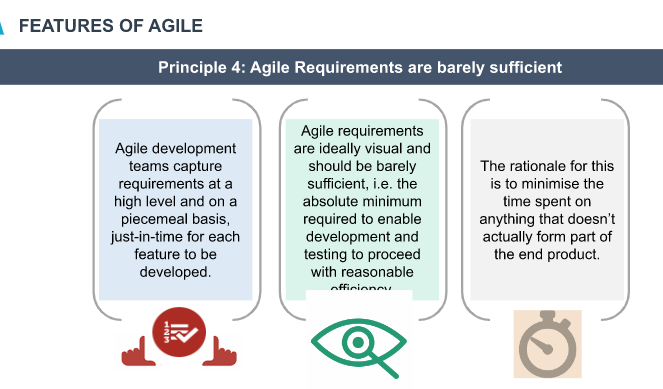 FEATURES OF AGILE
Principle 4: Agile Requirements are barely sufficient
Agile development
teams capture
requirements at a
high level and on a
piecemeal basis,
just-in-time for each
feature to be
developed.
Agile requirements
are ideally visual and
should be barely
sufficient, i.e. the
absolute minimum
required to enable
development and
testing to proceed
with reasonable
efficiency.
The rationale for this
is to minimise the
time spent on
anything that doesn't
actually form part of
the end product.
1
2
3